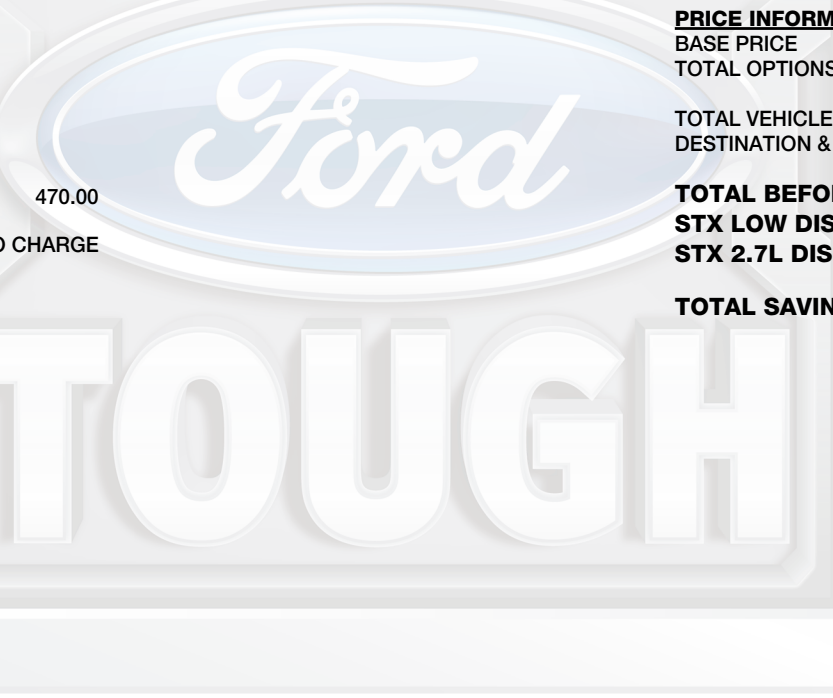 PRICE INFORM
BASE PRICE
TOTAL OPTIONS
TOTAL VEHICLE
DESTINATION &
TOTAL BEFO
STX LOW DIS
STX 2.7L DIS
TOTAL SAVIN
470.00
CHARGE
Ford
TOUGH